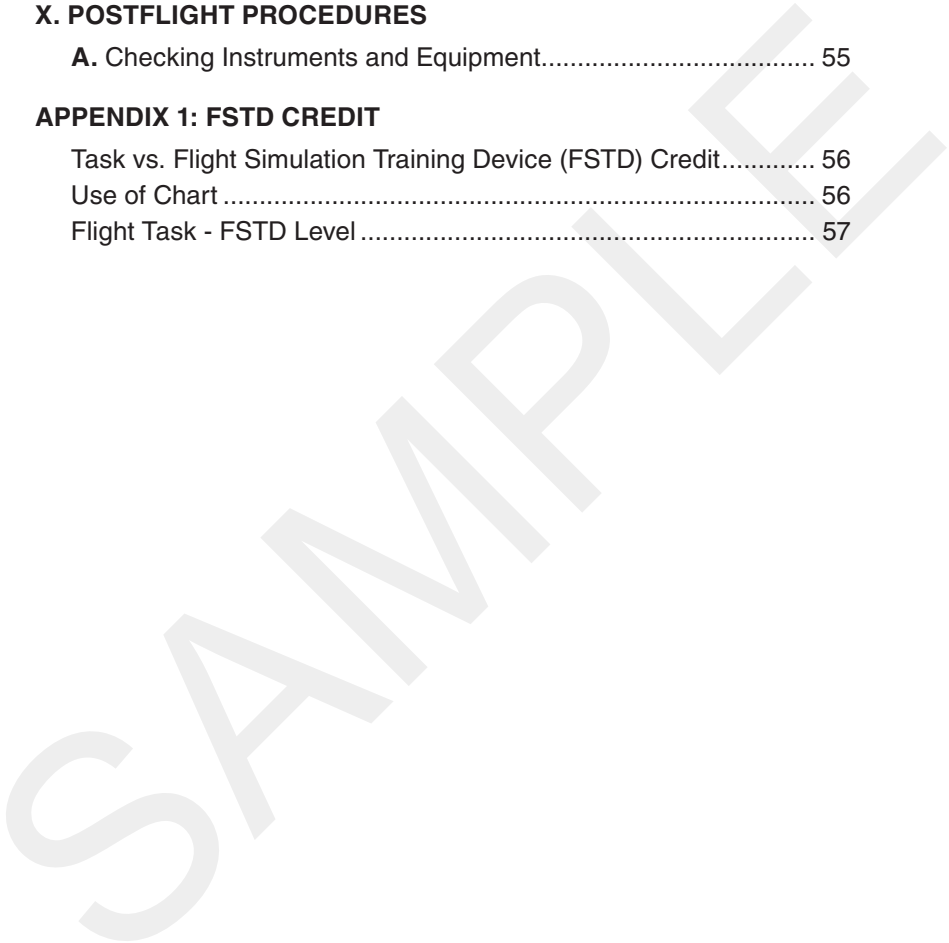 X. POSTFLIGHT PROCEDURES
A. Checking Instruments and Equipment..................................... 55
APPENDIX 1: FSTD CREDIT
Task vs. Flight Simulation Training Device (FSTD) Credit............. 56
Use of Chart ................................................................................. 56
Flight Task - FSTD Level .............................................................. 57
SAMPLE